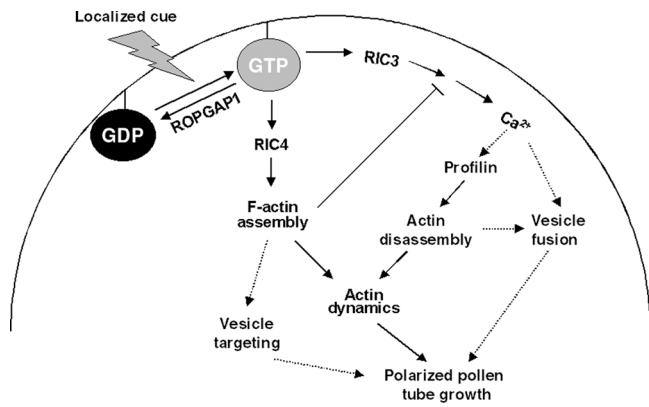 Localized cue
GTP
RIC3
GDP
ROPGAP1
Ca²⁺
RIC4
Profilin
F-actin
assembly
Actin
disassembly
Vesicle
fusion
Actin
dynamics
Vesicle
targeting
Polarized pollen
tube growth